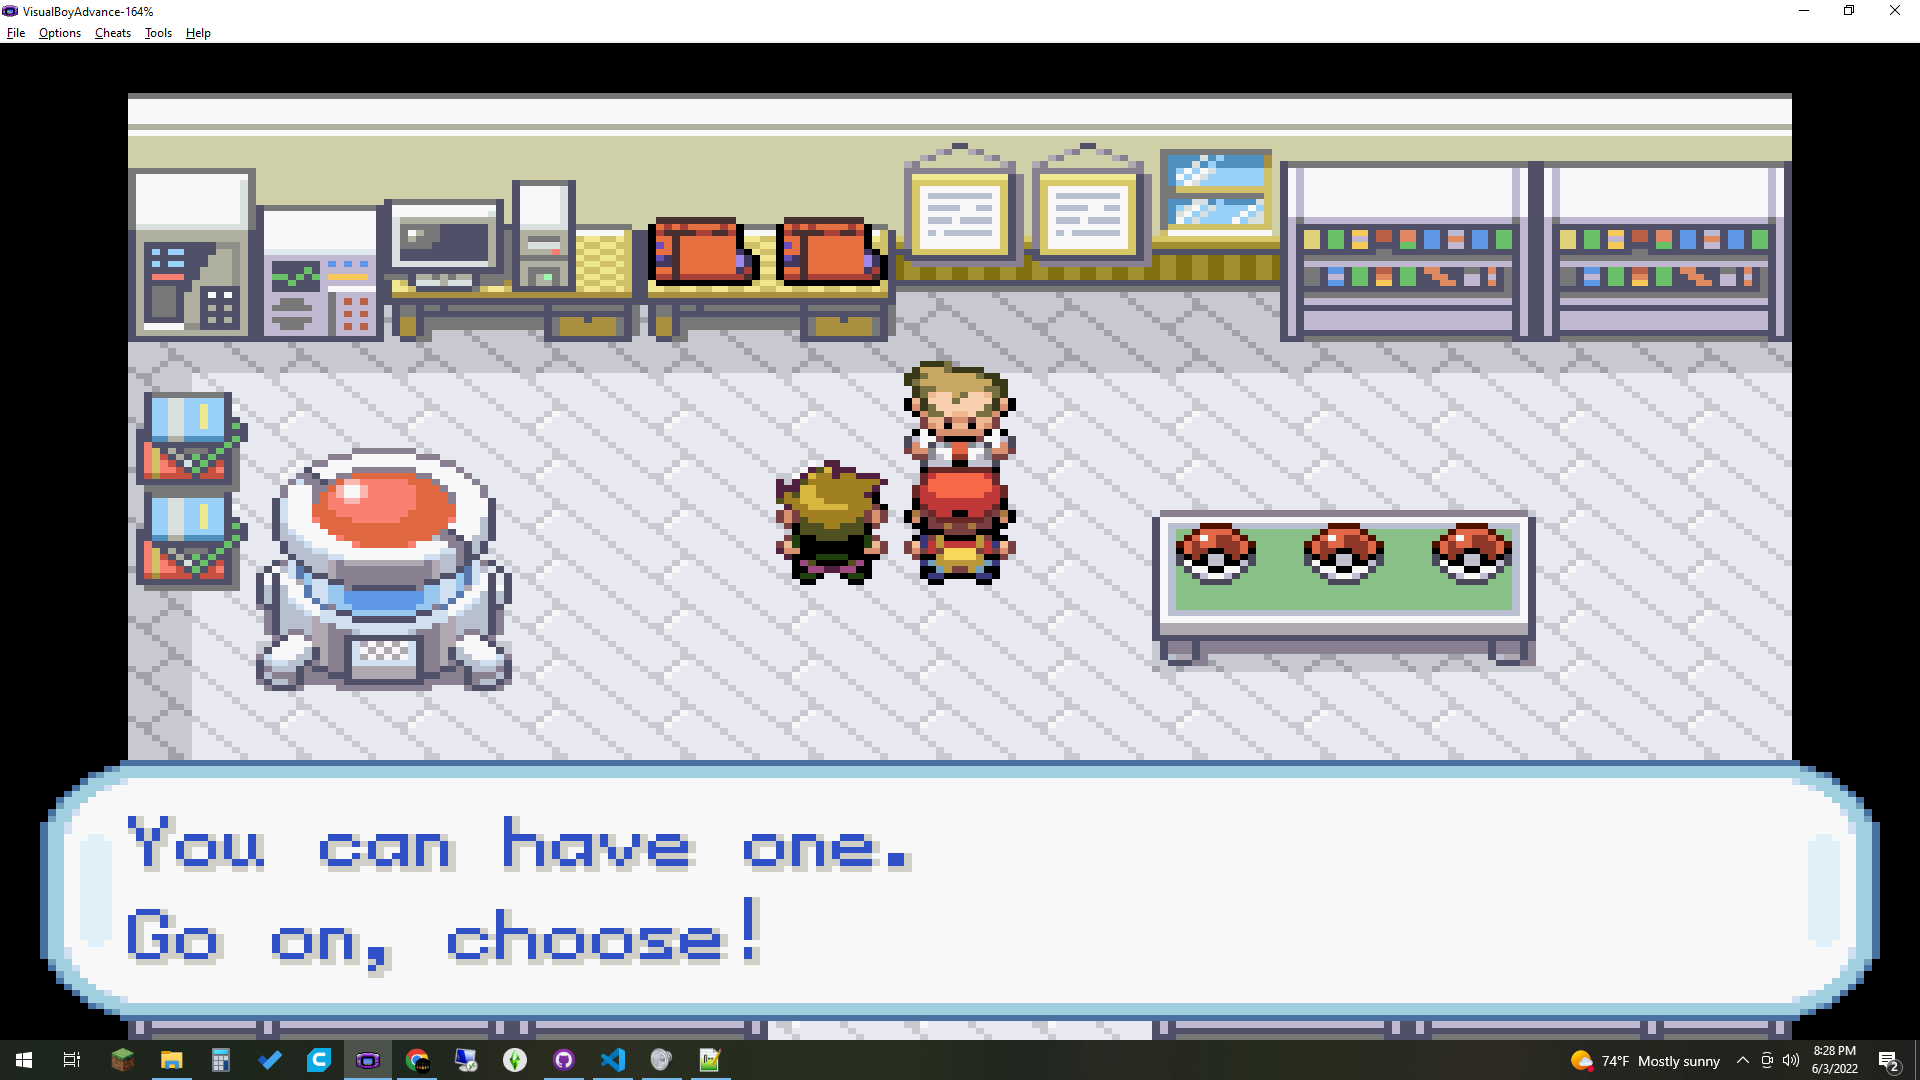 VisualBoyAdvance-164%
File Options Cheats Tools Help
You can have one.
Go on, choose!
74°F Mostly sunny
8:28 PM
6/3/2022
2